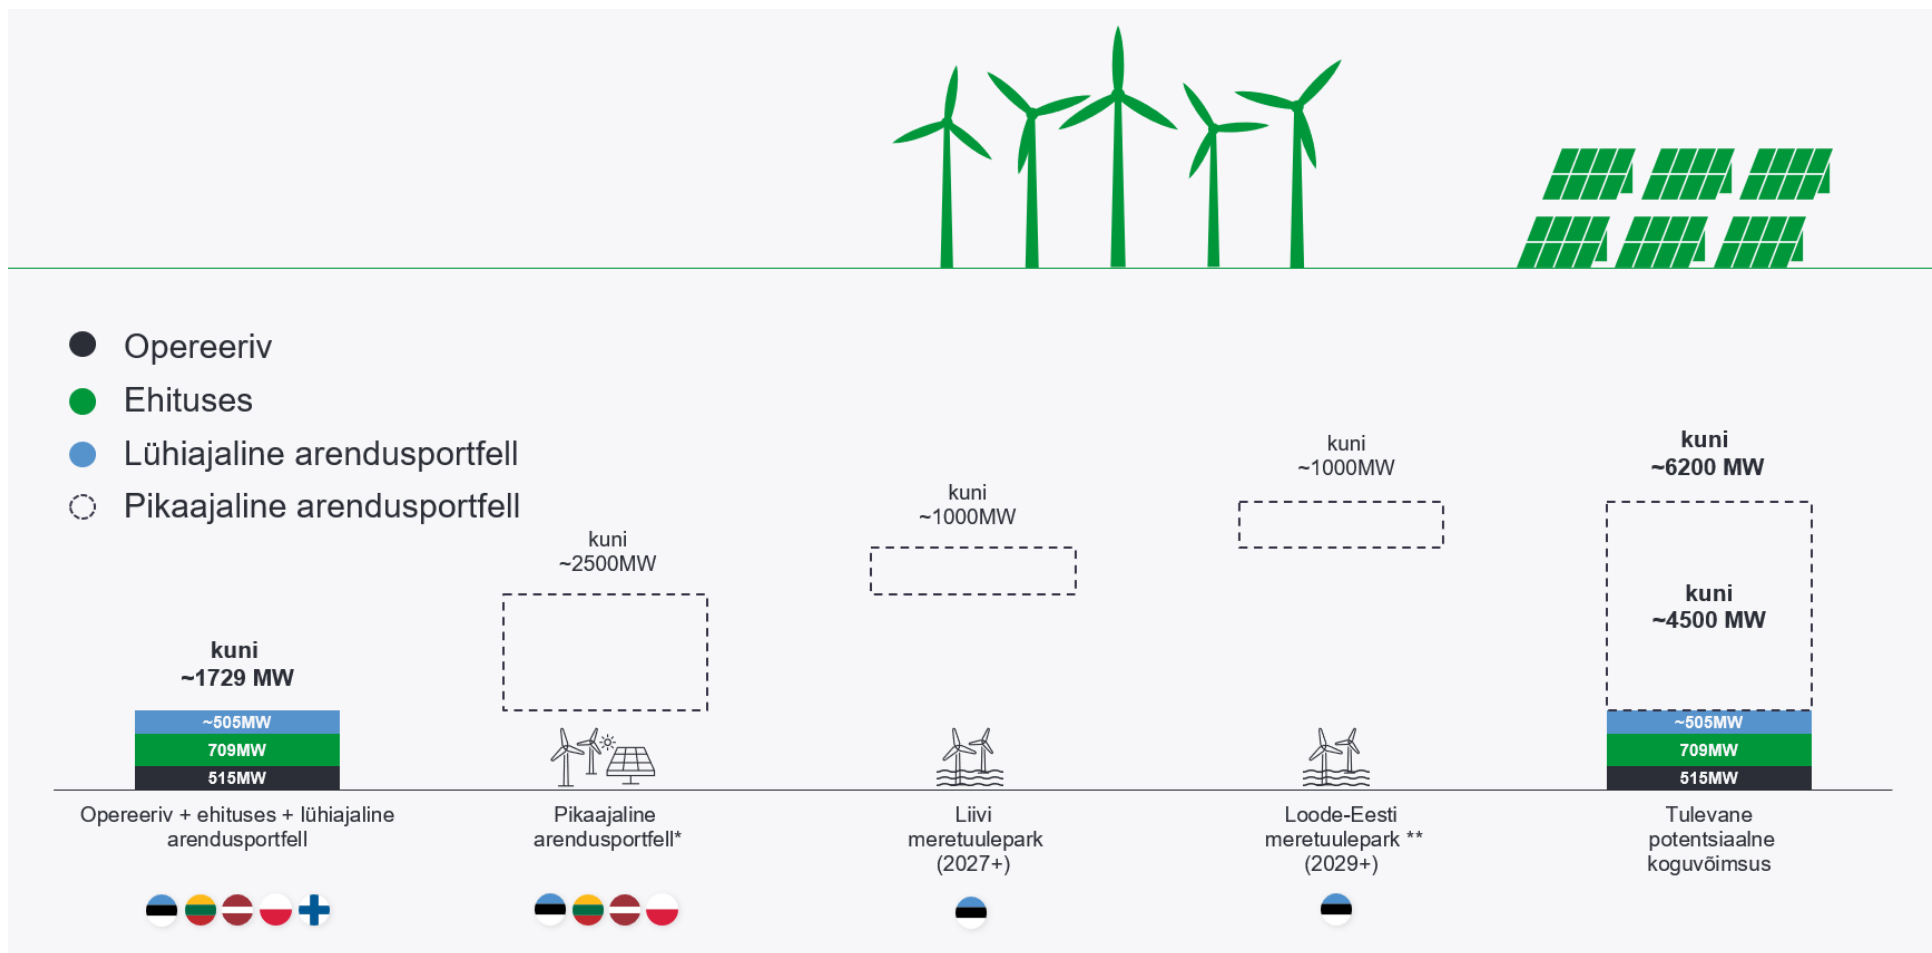 Opereeriv
Ehituses
Lühiajaline arendusportfell
Pikaajaline arendusportfell
kuni
~1729 MW
~505MW
709MW
515MW
Opereeriv + ehituses + lühiajaline
arendusportfell
kuni
~2500MW
Pikaajaline
arendusportfell*
kuni
~1000MW
Liivi
meretuulepark
(2027+)
kuni
~1000MW
Loode-Eesti
meretuulepark **
(2029+)
kuni
~6200 MW
kuni
~4500 MW
~505MW
709MW
515MW
Tulevane
potentsiaalne
koguvõimsus